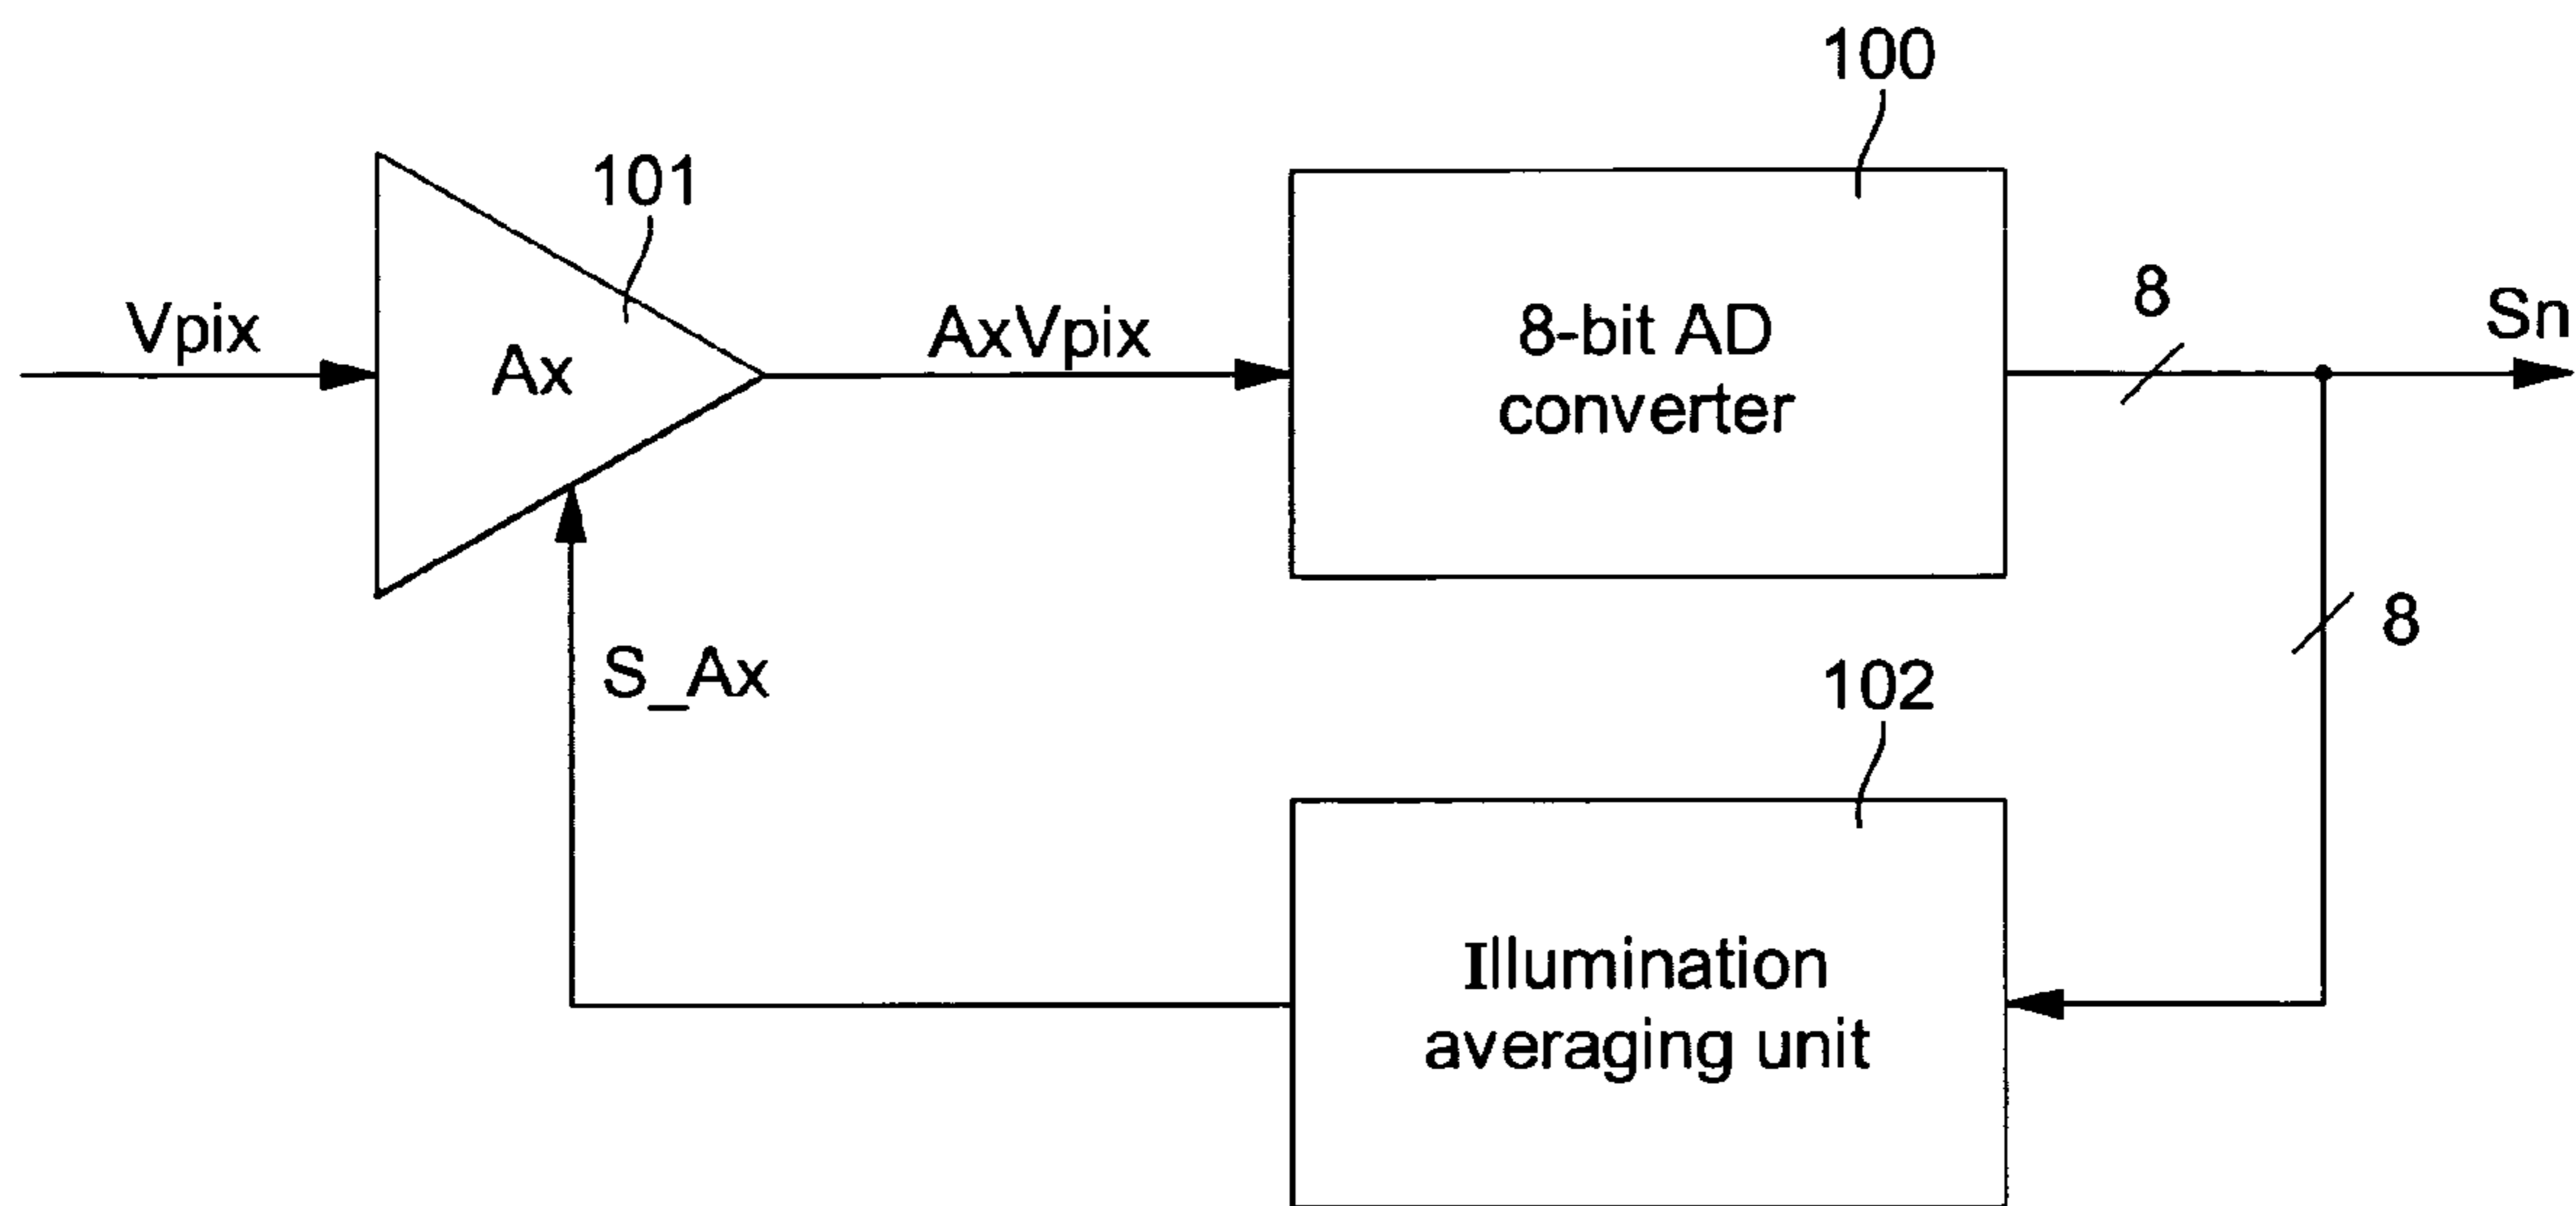 100
101
Vpix
Ax
AxVpix
8-bit AD
converter
8
Sn
8
S_Ax
102
Illumination
averaging unit